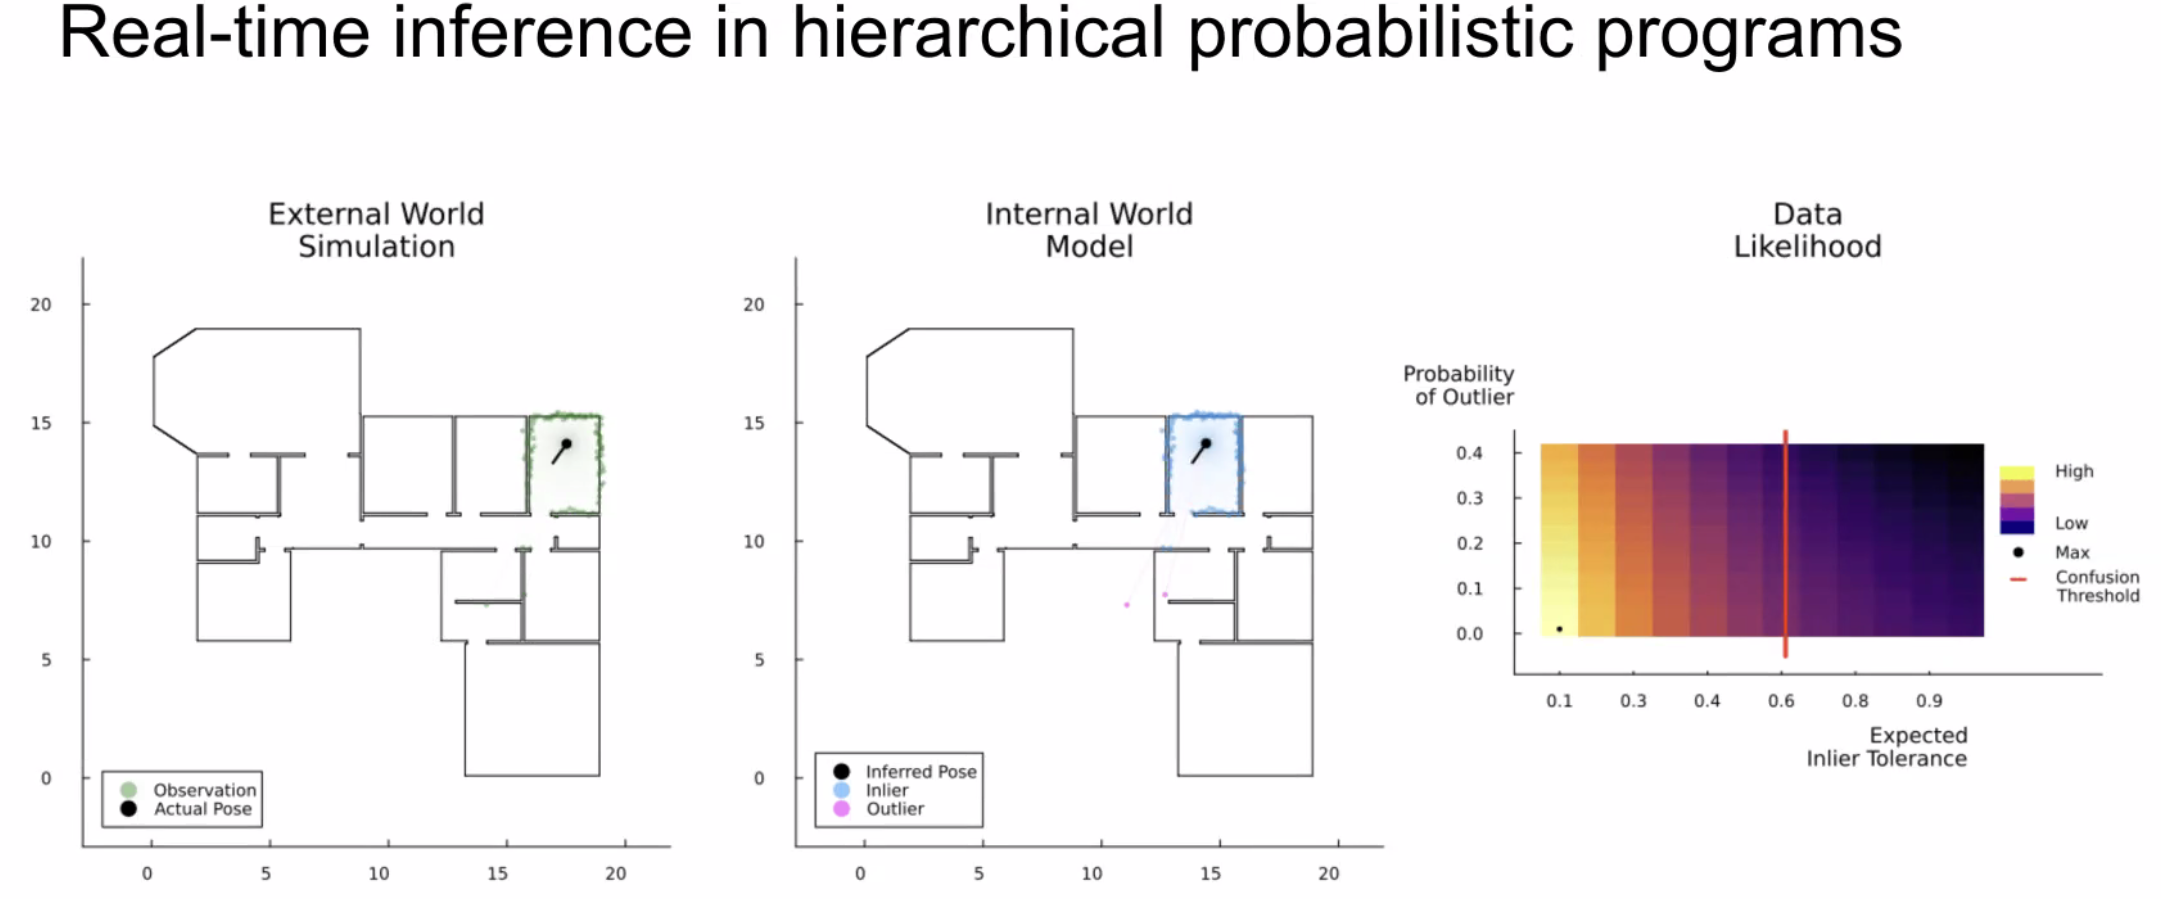 Real-time inference in hierarchical probabilistic programs
External World
Simulation
20
15
10
5
0
Observation
Actual Pose
0 5 10 15 20
Internal World
Model
20
15
10
5
0
Inferred Pose
Inlier
Outlier
0 5 10 15 20
Data
Likelihood
Probability
of Outlier
0.4
0.3
0.2
0.1
0.0
0.1 0.3 0.4 0.6 0.8 0.9
Expected
Inlier Tolerance
High
Low
Max
Confusion
Threshold